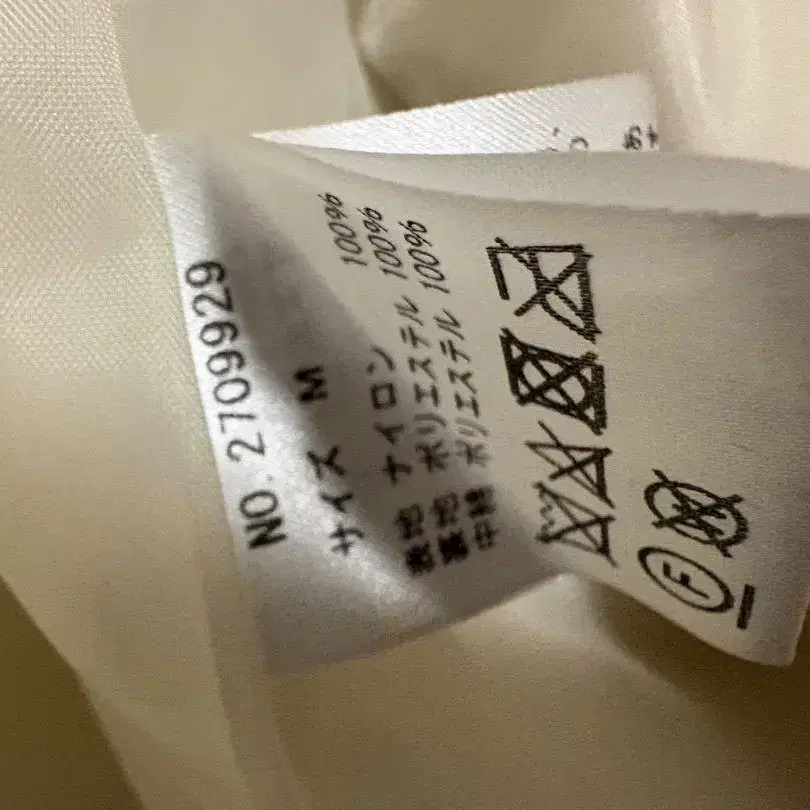 NO. 2709929
サイズ M
表地 ナイロン 100%
裏地 ポリエステル 100%
中綿 ポリエステル 100%
F